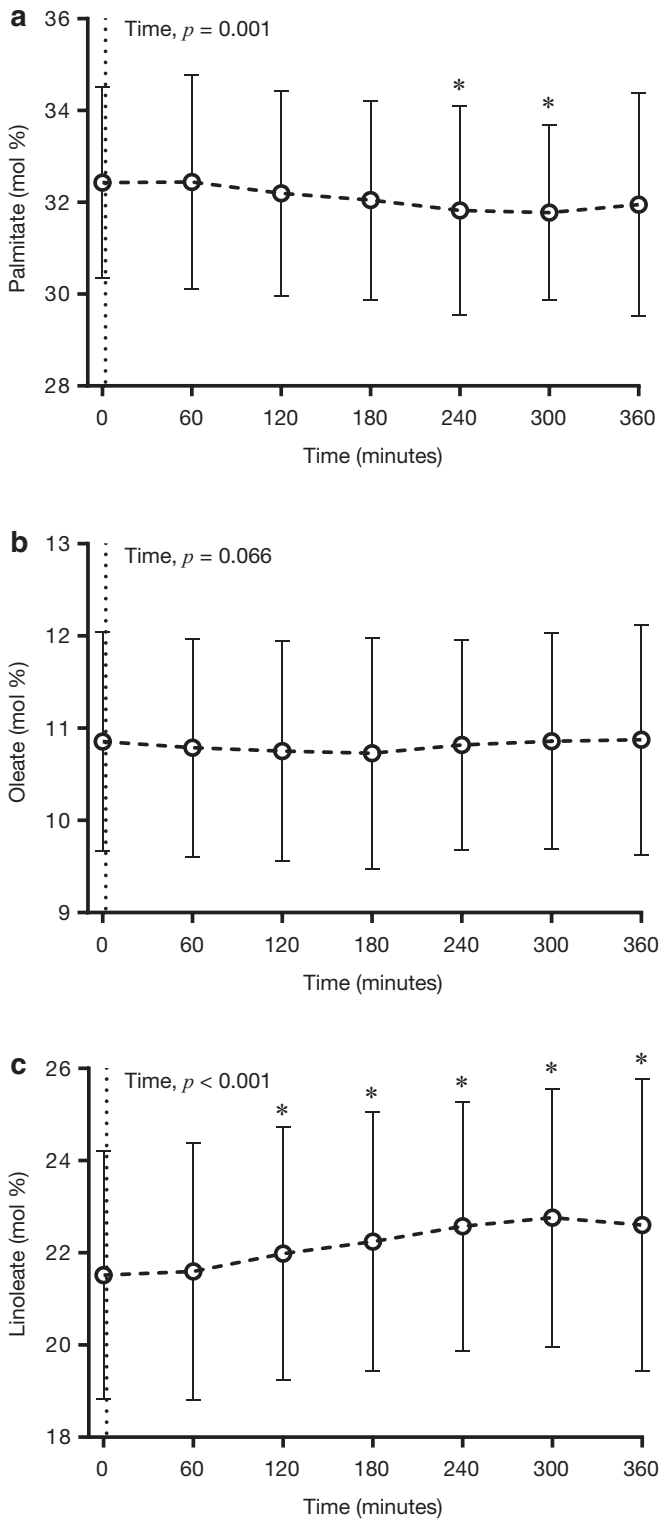 a
Time, p = 0.001
Palmitate (mol %)
36
34
32
30
28
* *
0 60 120 180 240 300 360
Time (minutes)
b
Time, p = 0.066
Oleate (mol %)
13
12
11
10
9
0 60 120 180 240 300 360
Time (minutes)
c
Time, p < 0.001
Linoleate (mol %)
26
24
22
20
18
* * * * *
0 60 120 180 240 300 360
Time (minutes)